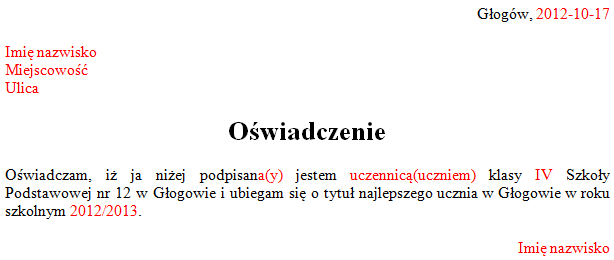 Głogów, 2012-10-17
Imię nazwisko
Miejscowość
Ulica
Oświadczenie
Oświadczam, iż ja niżej podpisana(y) jestem uczennicą(uczniem) klasy IV Szkoły
Podstawowej nr 12 w Głogowie i ubiegam się o tytuł najlepszego ucznia w Głogowie w roku
szkolnym 2012/2013.
Imię nazwisko